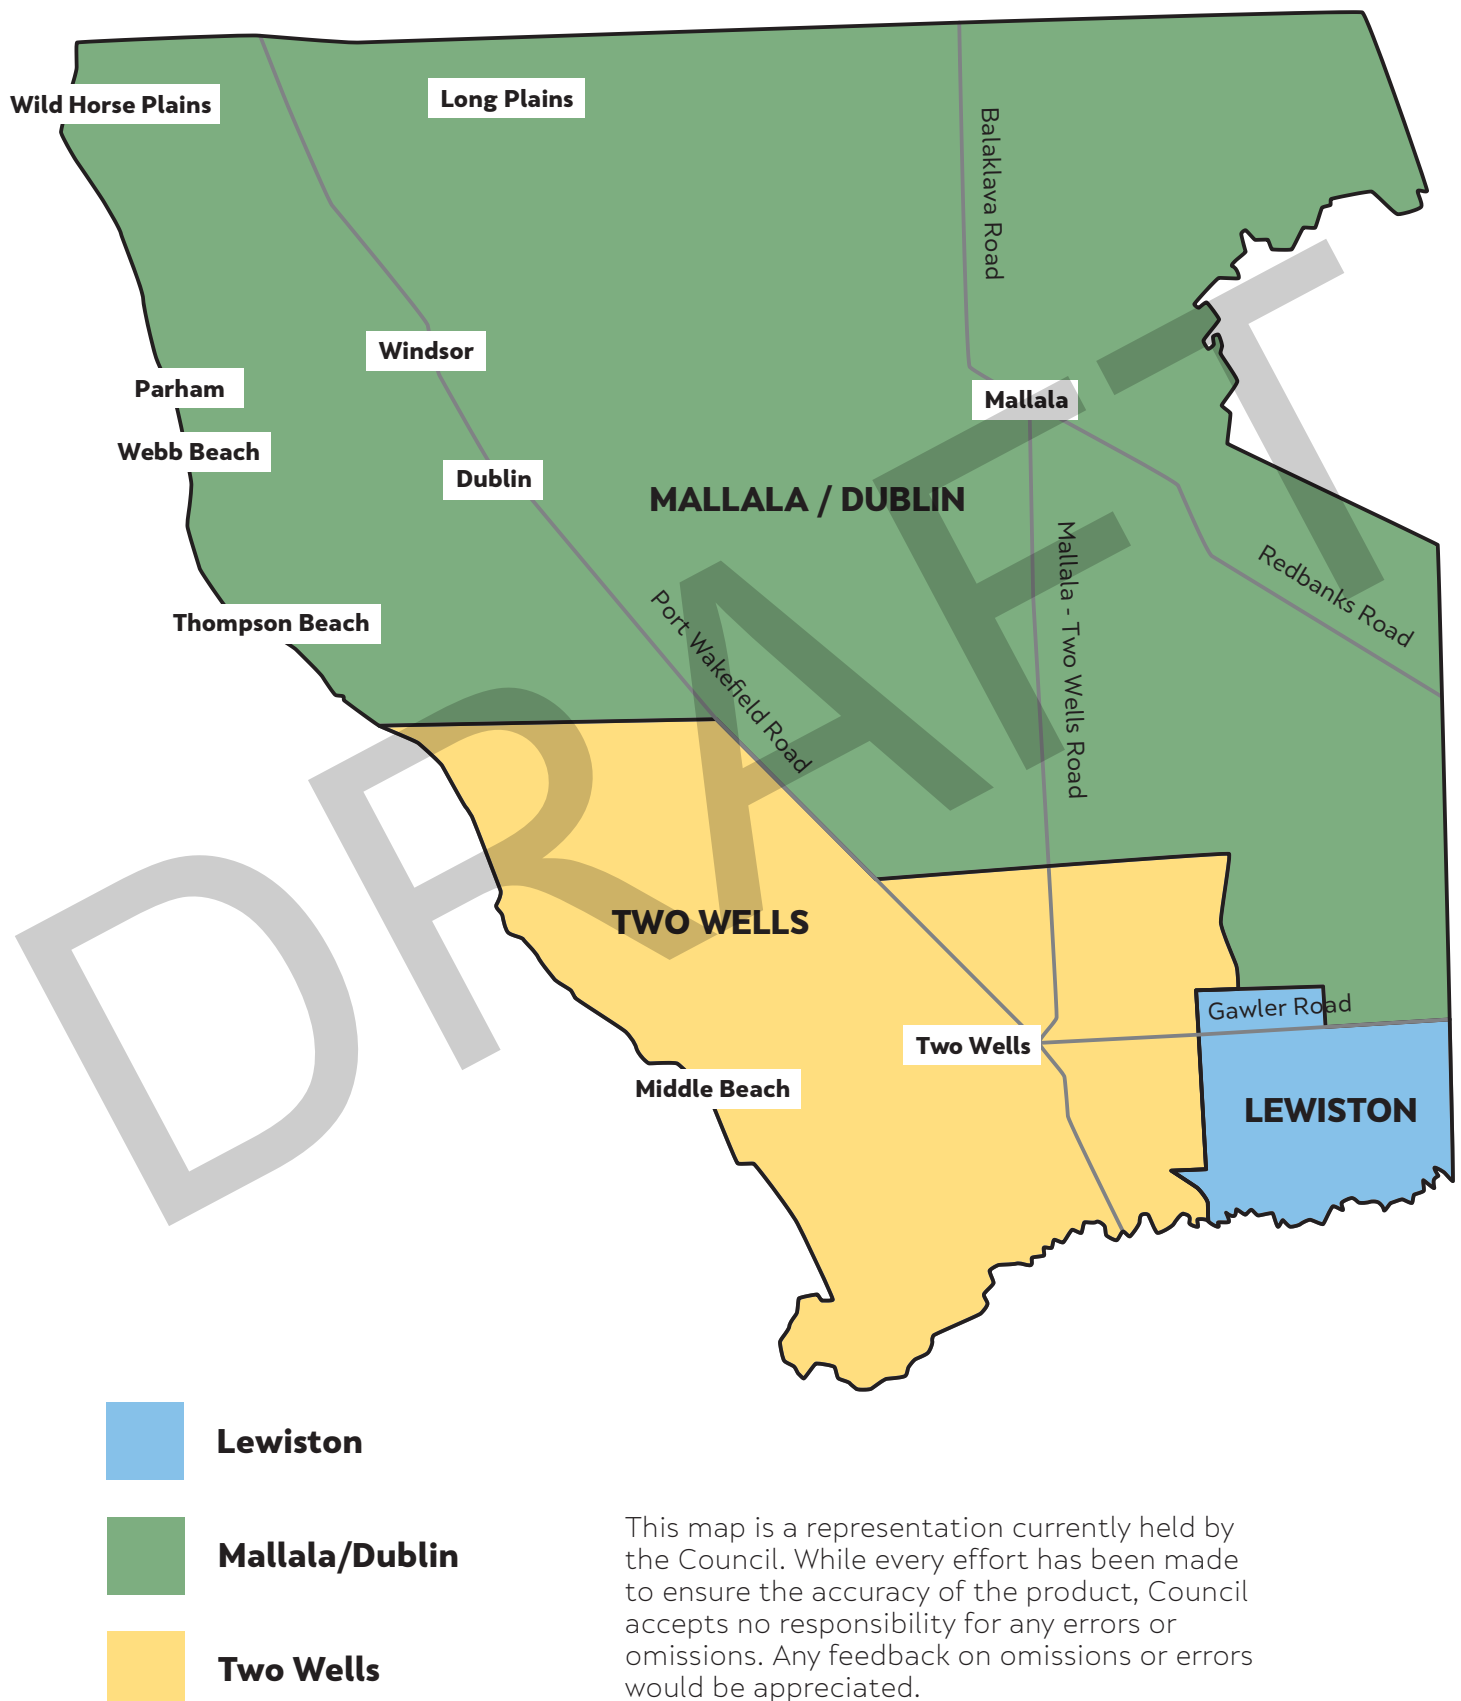 Wild Horse Plains
Long Plains
Balaklava Road
Windsor
Parham
Mallala
Webb Beach
Dublin
MALLALA / DUBLIN
Mallala - Two Wells Road
Redbanks Road
Port Wakefield Road
Thompson Beach
DRAFT
TWO WELLS
Gawler Road
Two Wells
Middle Beach
LEWISTON
Lewiston
Mallala/Dublin
Two Wells
This map is a representation currently held by
the Council. While every effort has been made
to ensure the accuracy of the product, Council
accepts no responsibility for any errors or
omissions. Any feedback on omissions or errors
would be appreciated.